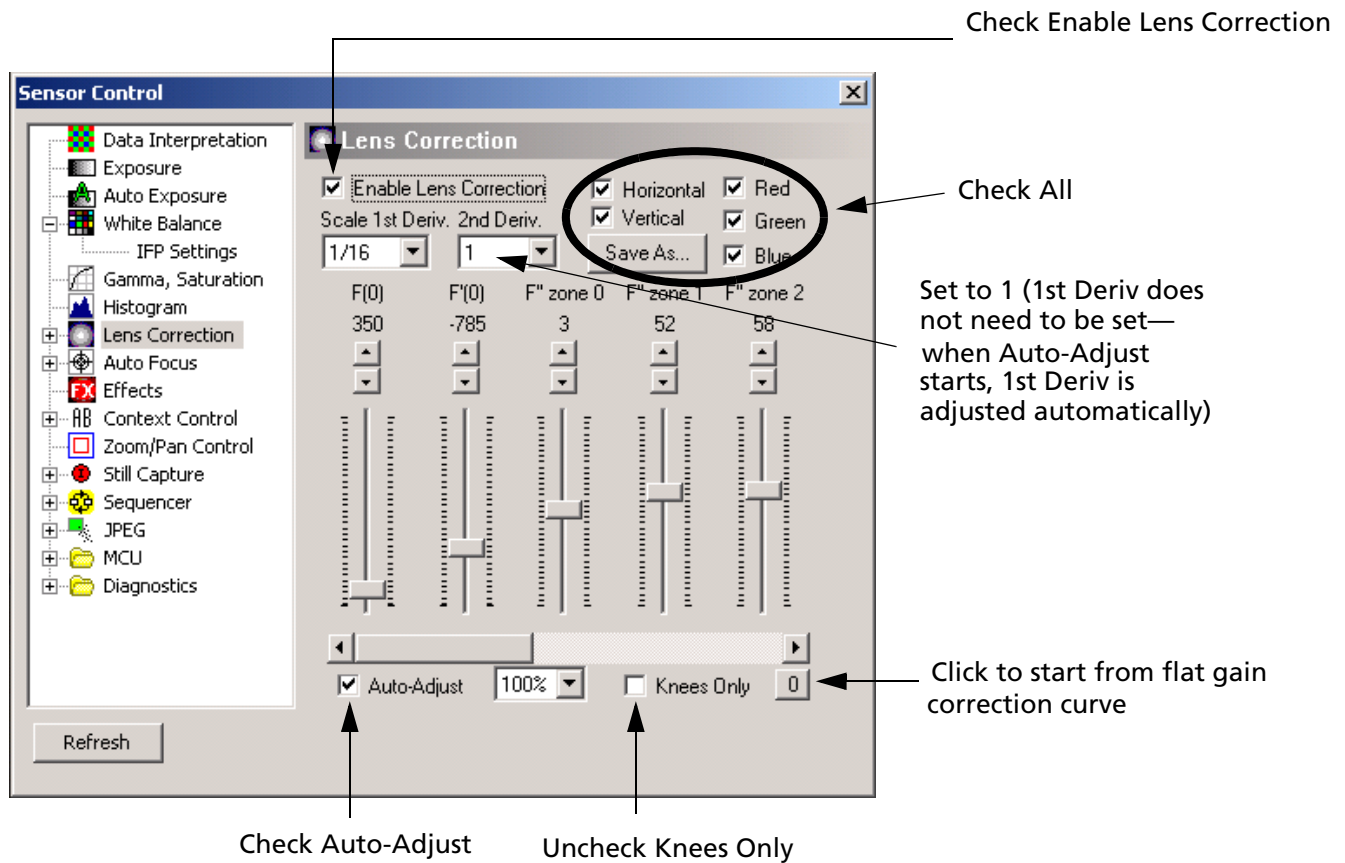 Check Enable Lens Correction
Sensor Control
Data Interpretation
Exposure
Auto Exposure
White Balance
IFP Settings
Gamma, Saturation
Histogram
Lens Correction
Auto Focus
Effects
AB Context Control
Zoom/Pan Control
Still Capture
Sequencer
JPEG
MCU
Diagnostics
Refresh
Lens Correction
Enable Lens Correction
Horizontal
Red
Vertical
Green
Save As...
Blue
Scale 1st Deriv. 2nd Deriv.
1/16
1
F(0) F'(0) F" zone 0 F" zone 1 F" zone 2
350 -785 3 52 58
Auto-Adjust
100%
Knees Only
0
Check All
Set to 1 (1st Deriv does
not need to be set—
when Auto-Adjust
starts, 1st Deriv is
adjusted automatically)
Click to start from flat gain
correction curve
Check Auto-Adjust
Uncheck Knees Only